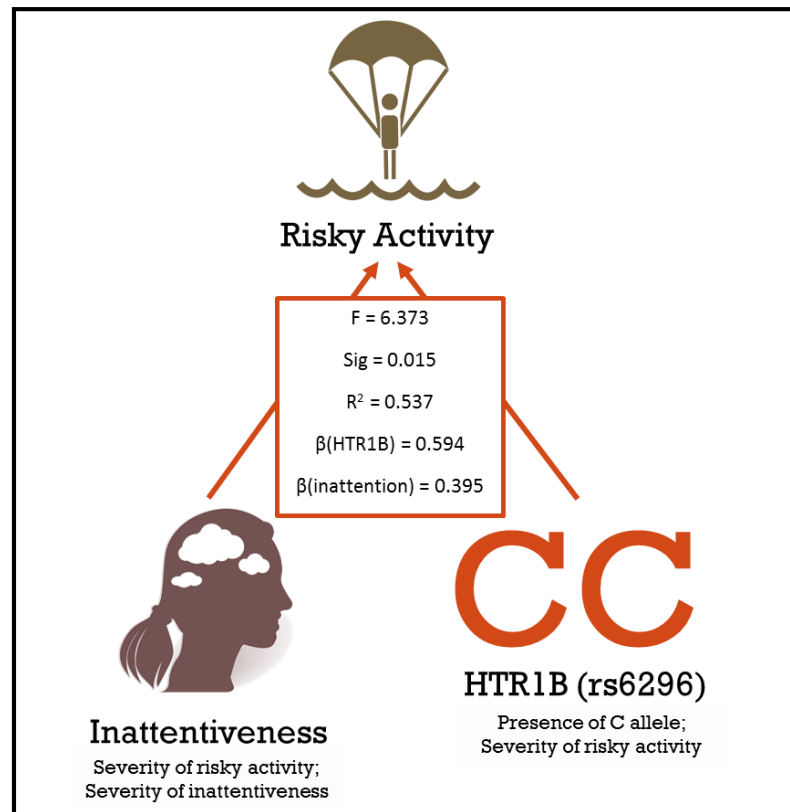 Risky Activity
F = 6.373
Sig = 0.015
R² = 0.537
β(HTR1B) = 0.594
β(inattention) = 0.395
CC
HTR1B (rs6296)
Presence of C allele;
Severity of risky activity
Inattentiveness
Severity of risky activity;
Severity of inattentiveness